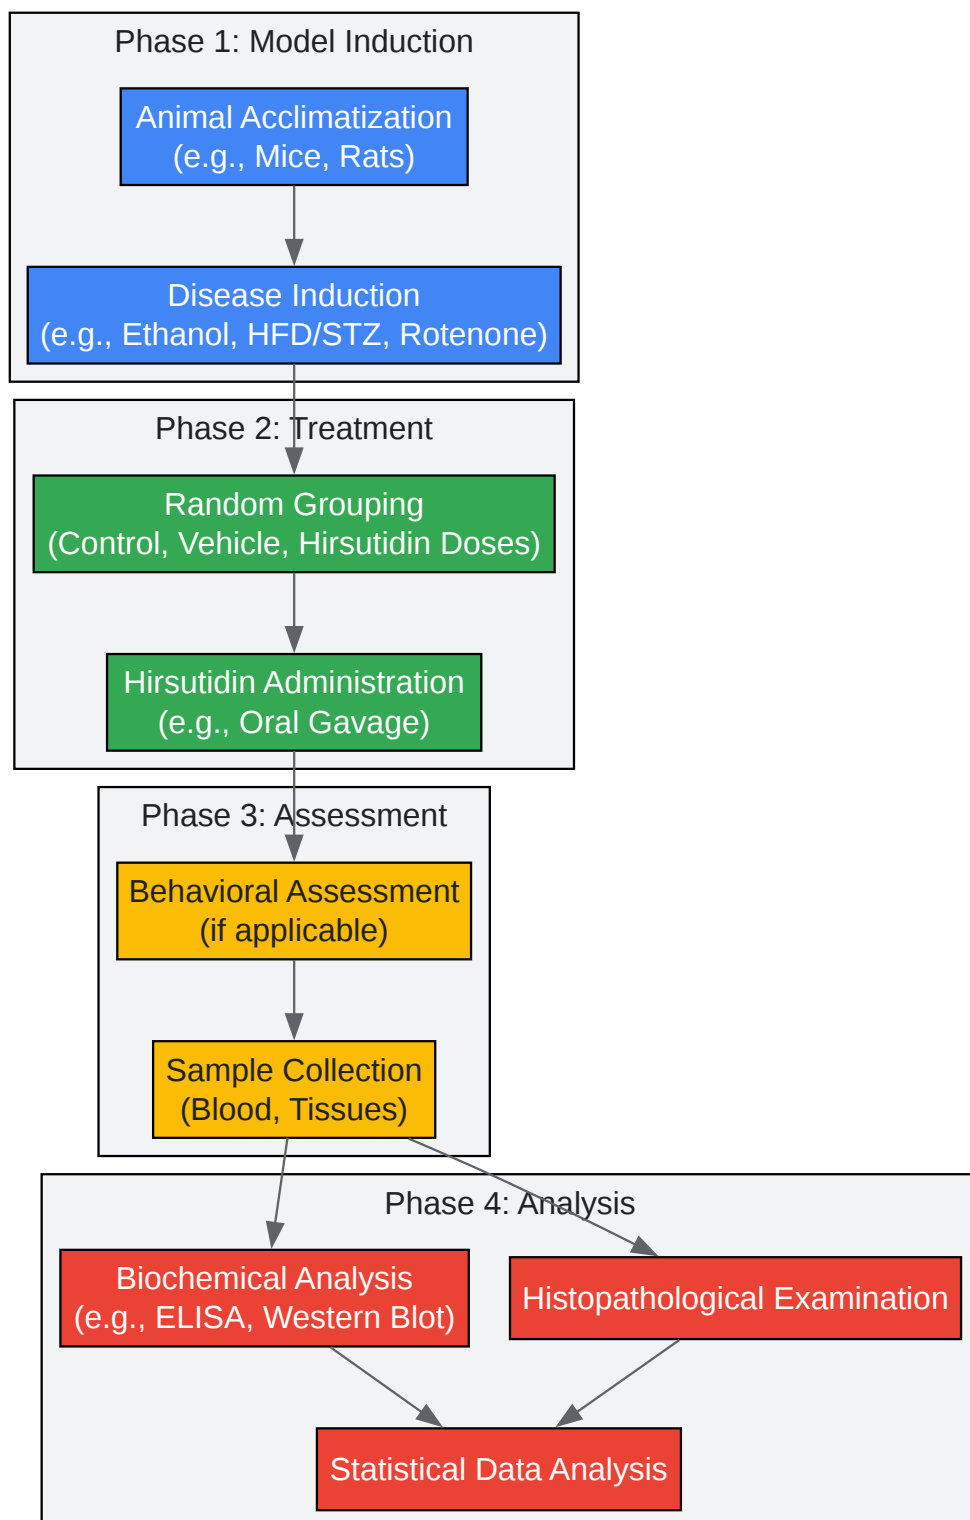 Phase 1: Model Induction
Animal Acclimatization
(e.g., Mice, Rats)
Disease Induction
(e.g., Ethanol, HFD/STZ, Rotenone)
Phase 2: Treatment
Random Grouping
(Control, Vehicle, Hirsutidin Doses)
Hirsutidin Administration
(e.g., Oral Gavage)
Phase 3: Assessment
Behavioral Assessment
(if applicable)
Sample Collection
(Blood, Tissues)
Phase 4: Analysis
Biochemical Analysis
(e.g., ELISA, Western Blot)
Histopathological Examination
Statistical Data Analysis